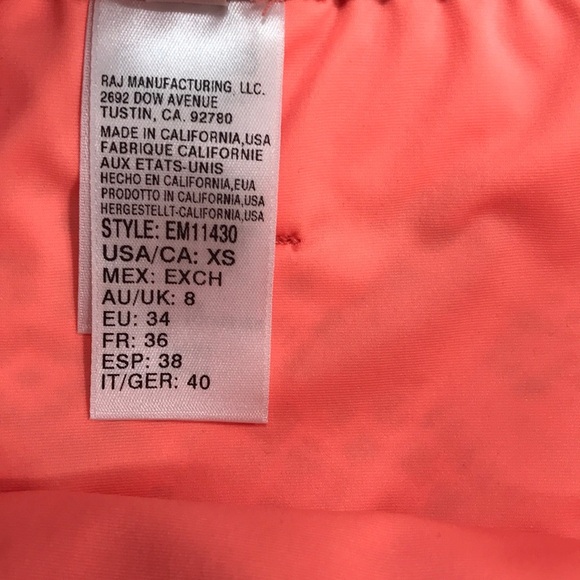 RAJ MANUFACTURING, LLC.
2692 DOW AVENUE
TUSTIN, CA. 92780
MADE IN CALIFORNIA,USA
FABRIQUE CALIFORNIE
AUX ETATS-UNIS
HECHO EN CALIFORNIA,EUA
PRODOTTO IN CALIFORNIA,USA
HERGESTELLT-CALIFORNIA,USA
STYLE: EM11430
USA/CA: XS
MEX: EXCH
AU/UK: 8
EU: 34
FR: 36
ESP: 38
IT/GER: 40